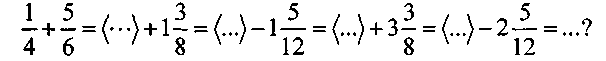 1/4 + 5/6 = ⟨⋯⟩ + 1 3/8 = ⟨...⟩ − 1 5/12 = ⟨...⟩ + 3 3/8 = ⟨...⟩ − 2 5/12 = ...?